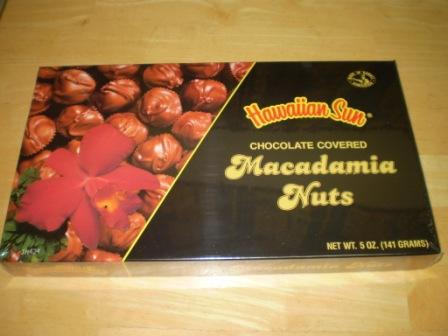 Hawaiian Sun®
CHOCOLATE COVERED
Macadamia
Nuts
NET WT. 5 OZ. (141 GRAMS)